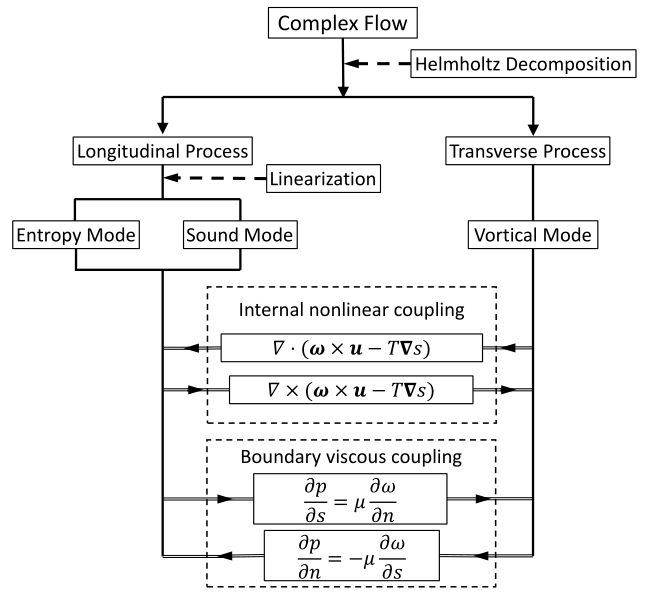 Complex Flow
Helmholtz Decomposition
Longitudinal Process
Transverse Process
Linearization
Entropy Mode
Sound Mode
Vortical Mode
Internal nonlinear coupling
∇ · (ω × u − T∇s)
∇ × (ω × u − T∇s)
Boundary viscous coupling
∂p/∂s = μ ∂ω/∂n
∂p/∂n = −μ ∂ω/∂s